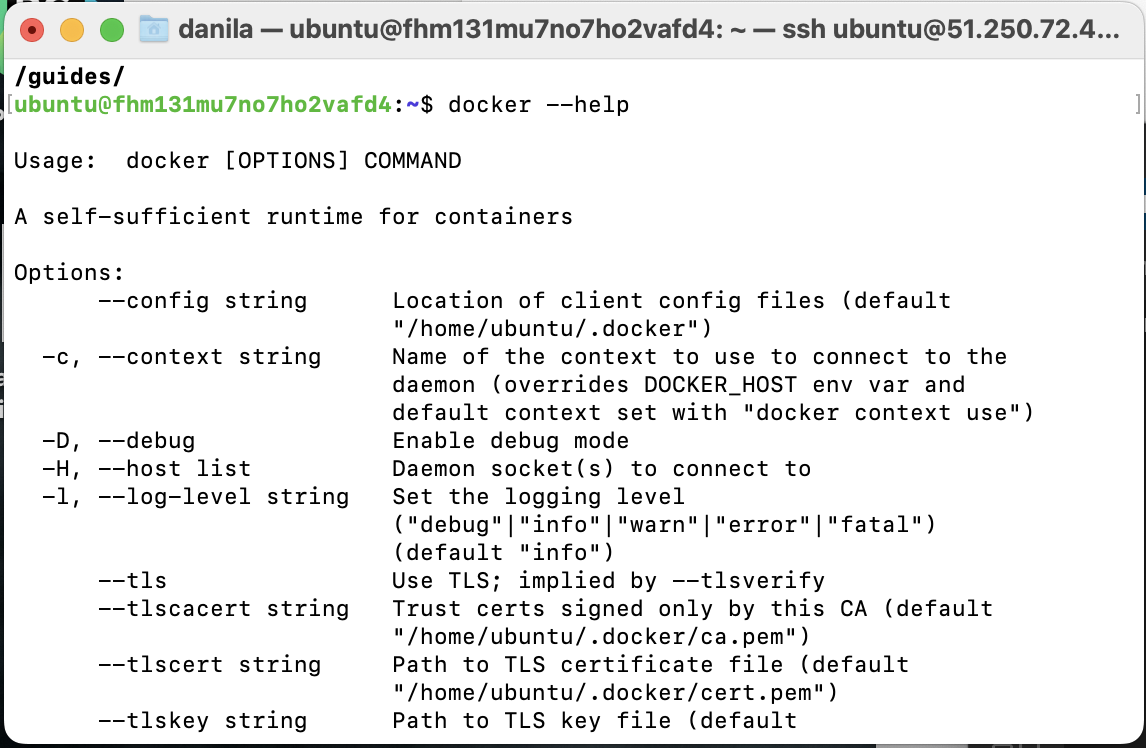 danila — ubuntu@fhm131mu7no7ho2vafd4: ~ — ssh ubuntu@51.250.72.4...
/guides/
[ubuntu@fhm131mu7no7ho2vafd4:~$ docker --help ]
Usage:  docker [OPTIONS] COMMAND
A self-sufficient runtime for containers
Options:
      --config string      Location of client config files (default
                           "/home/ubuntu/.docker")
  -c, --context string     Name of the context to use to connect to the
                           daemon (overrides DOCKER_HOST env var and
                           default context set with "docker context use")
  -D, --debug              Enable debug mode
  -H, --host list          Daemon socket(s) to connect to
  -l, --log-level string   Set the logging level
                           ("debug"|"info"|"warn"|"error"|"fatal")
                           (default "info")
      --tls                Use TLS; implied by --tlsverify
      --tlscacert string   Trust certs signed only by this CA (default
                           "/home/ubuntu/.docker/ca.pem")
      --tlscert string     Path to TLS certificate file (default
                           "/home/ubuntu/.docker/cert.pem")
      --tlskey string      Path to TLS key file (default